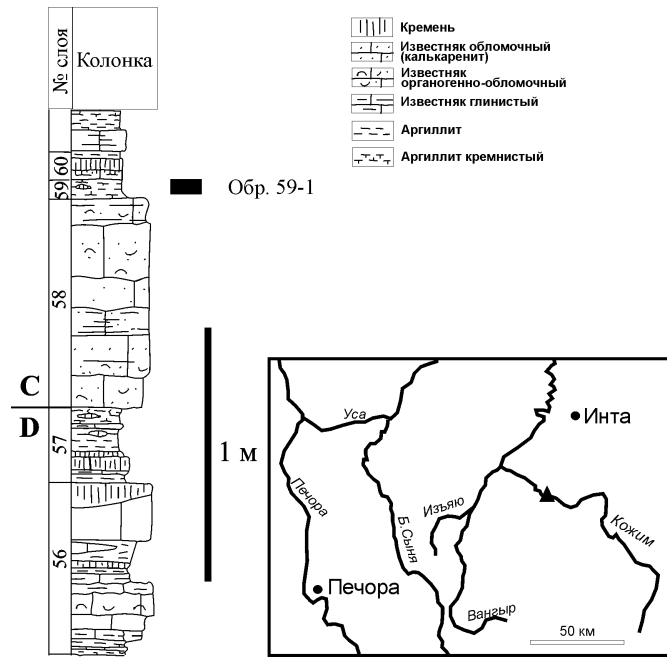 № слоя
Колонка
60
59
58
57
56
C
D
Обр. 59-1
1 м
Кремень
Известняк обломочный
(калькаренит)
Известняк
органогенно-обломочный
Известняк глинистый
Аргиллит
Аргиллит кремнистый
Уса
Инта
Печора
Изъяю
Б.Сыня
Кожим
Печора
Вангыр
50 км